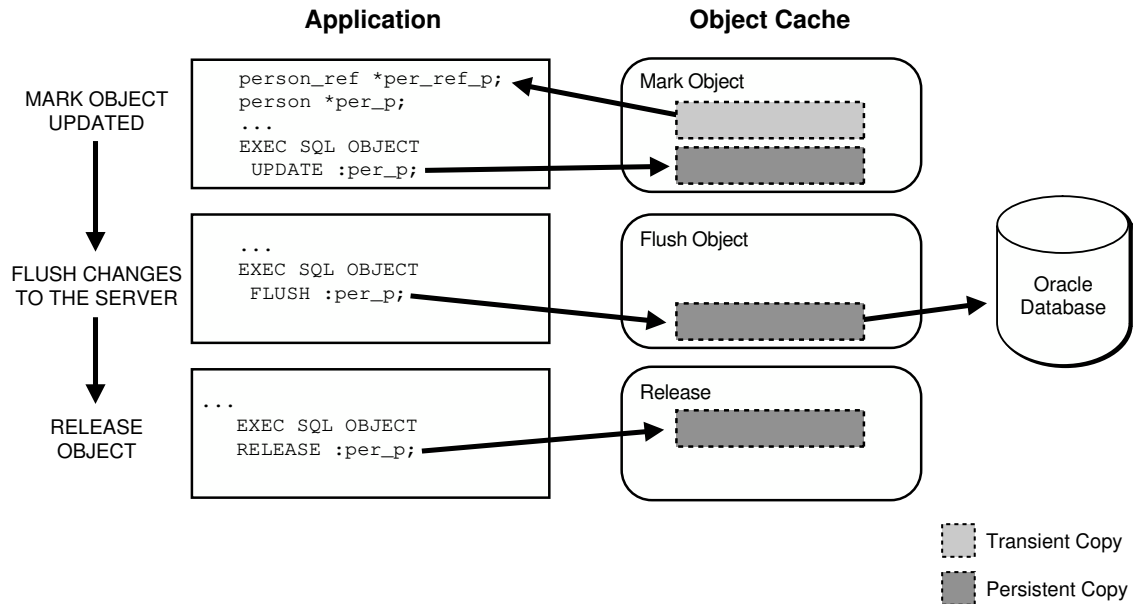 Application
Object Cache
MARK OBJECT
UPDATED
person_ref *per_ref_p;
person *per_p;
...
EXEC SQL OBJECT
UPDATE :per_p;
Mark Object
FLUSH CHANGES
TO THE SERVER
...
EXEC SQL OBJECT
FLUSH :per_p;
Flush Object
Oracle
Database
RELEASE
OBJECT
...
EXEC SQL OBJECT
RELEASE :per_p;
Release
Transient Copy
Persistent Copy